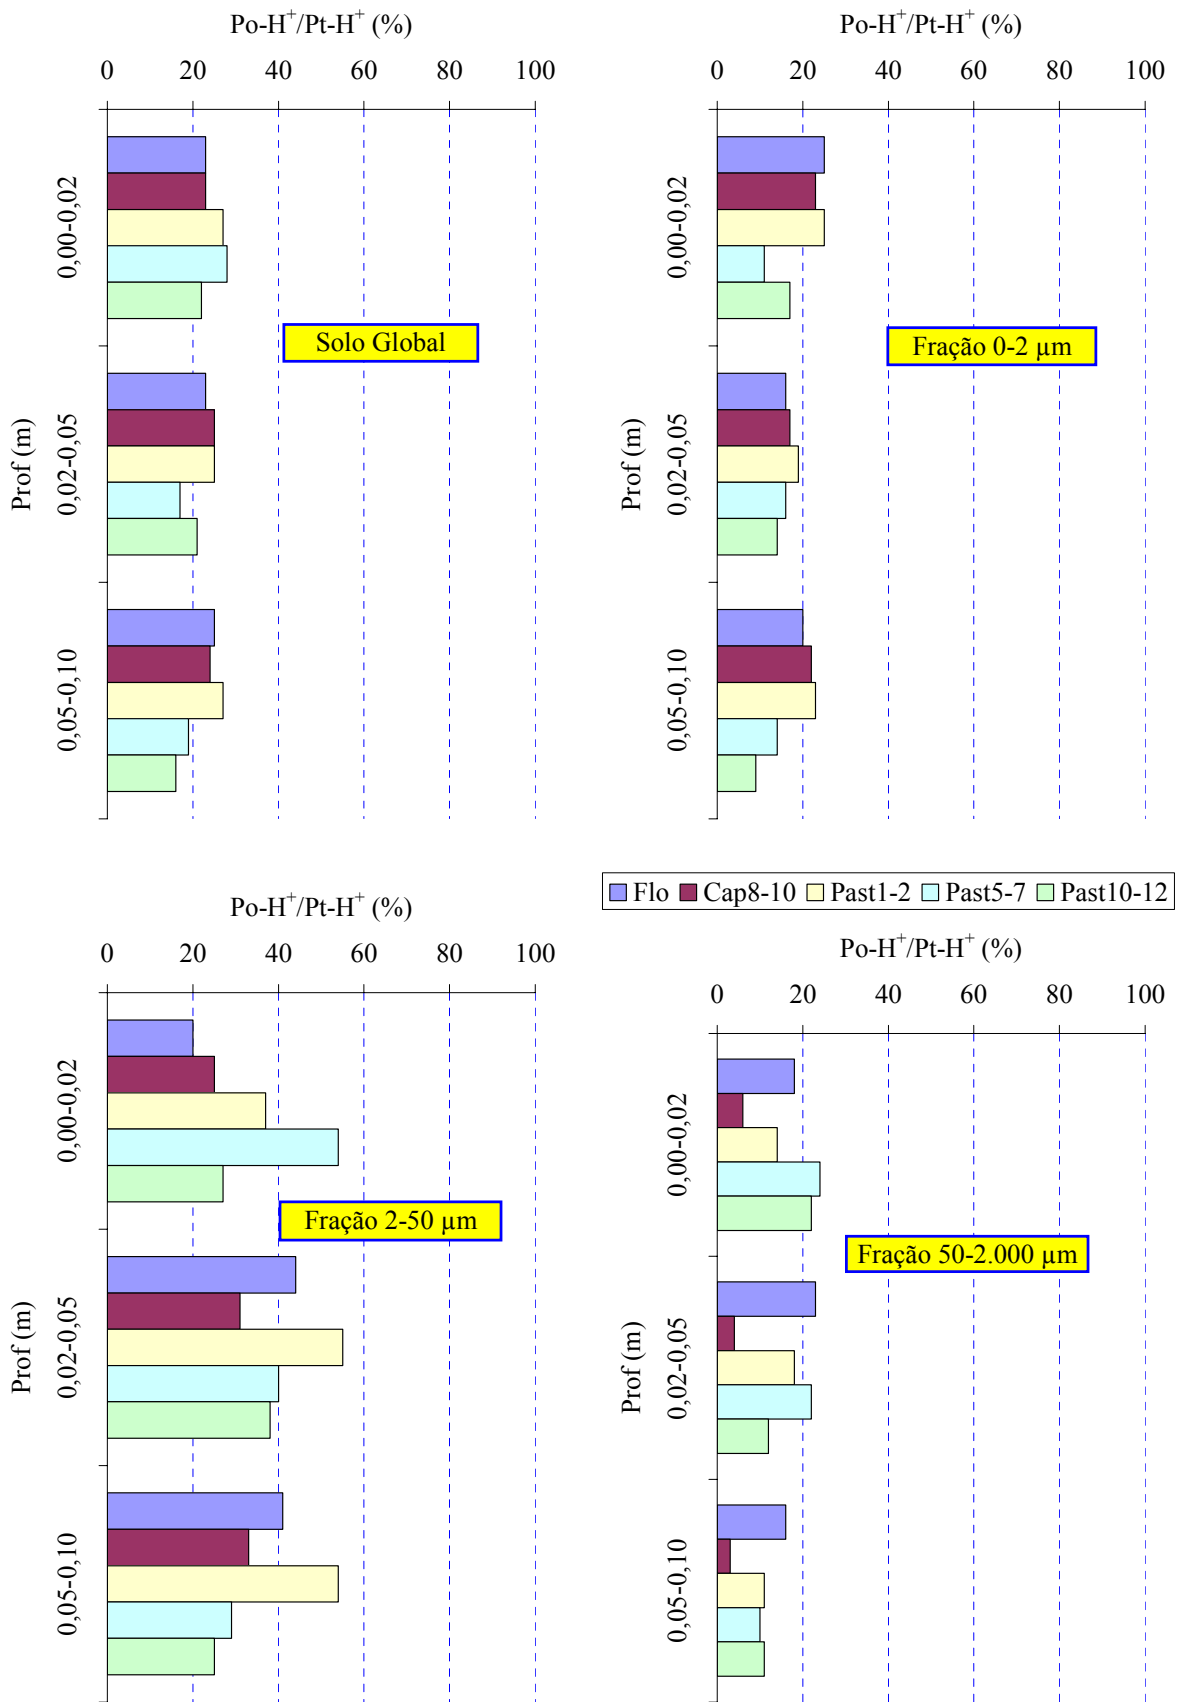 Po-H⁺/Pt-H⁺ (%)
0 20 40 60 80 100
0,00-0,02
0,02-0,05
0,05-0,10
Prof (m)
Solo Global
Po-H⁺/Pt-H⁺ (%)
0 20 40 60 80 100
0,00-0,02
0,02-0,05
0,05-0,10
Prof (m)
Fração 0-2 µm
Flo Cap8-10 Past1-2 Past5-7 Past10-12
Po-H⁺/Pt-H⁺ (%)
0 20 40 60 80 100
0,00-0,02
0,02-0,05
0,05-0,10
Prof (m)
Fração 2-50 µm
Po-H⁺/Pt-H⁺ (%)
0 20 40 60 80 100
0,00-0,02
0,02-0,05
0,05-0,10
Prof (m)
Fração 50-2.000 µm